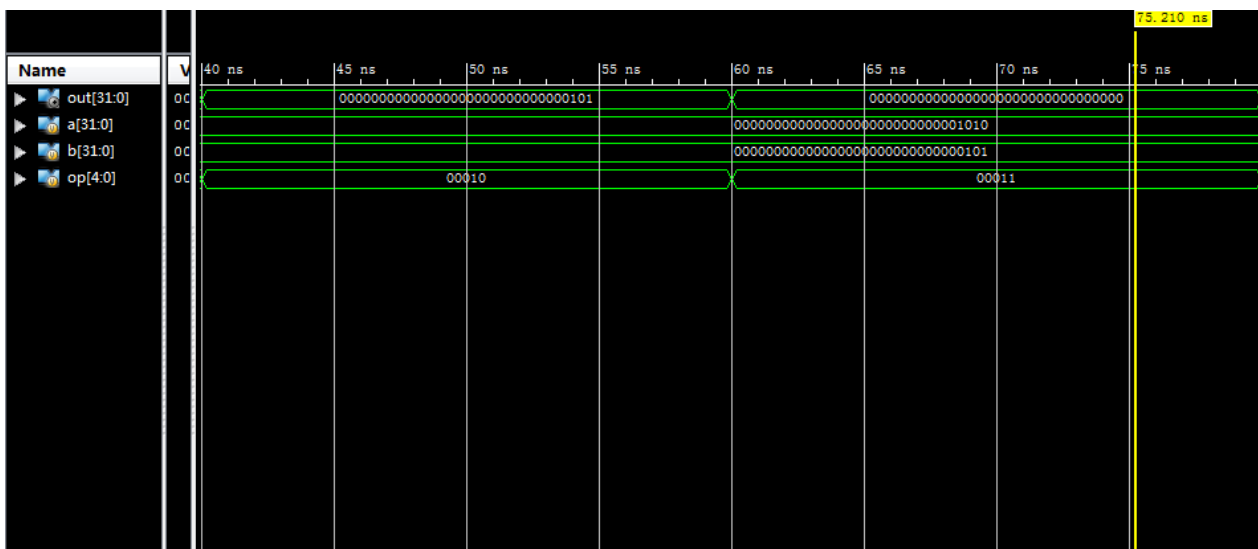 75.210 ns
Name V 40 ns 45 ns 50 ns 55 ns 60 ns 65 ns 70 ns 75 ns
out[31:0] 00 00000000000000000000000000000101 00000000000000000000000000000000
a[31:0] 00 00000000000000000000000000001010
b[31:0] 00 00000000000000000000000000000101
op[4:0] 00 00010 00011